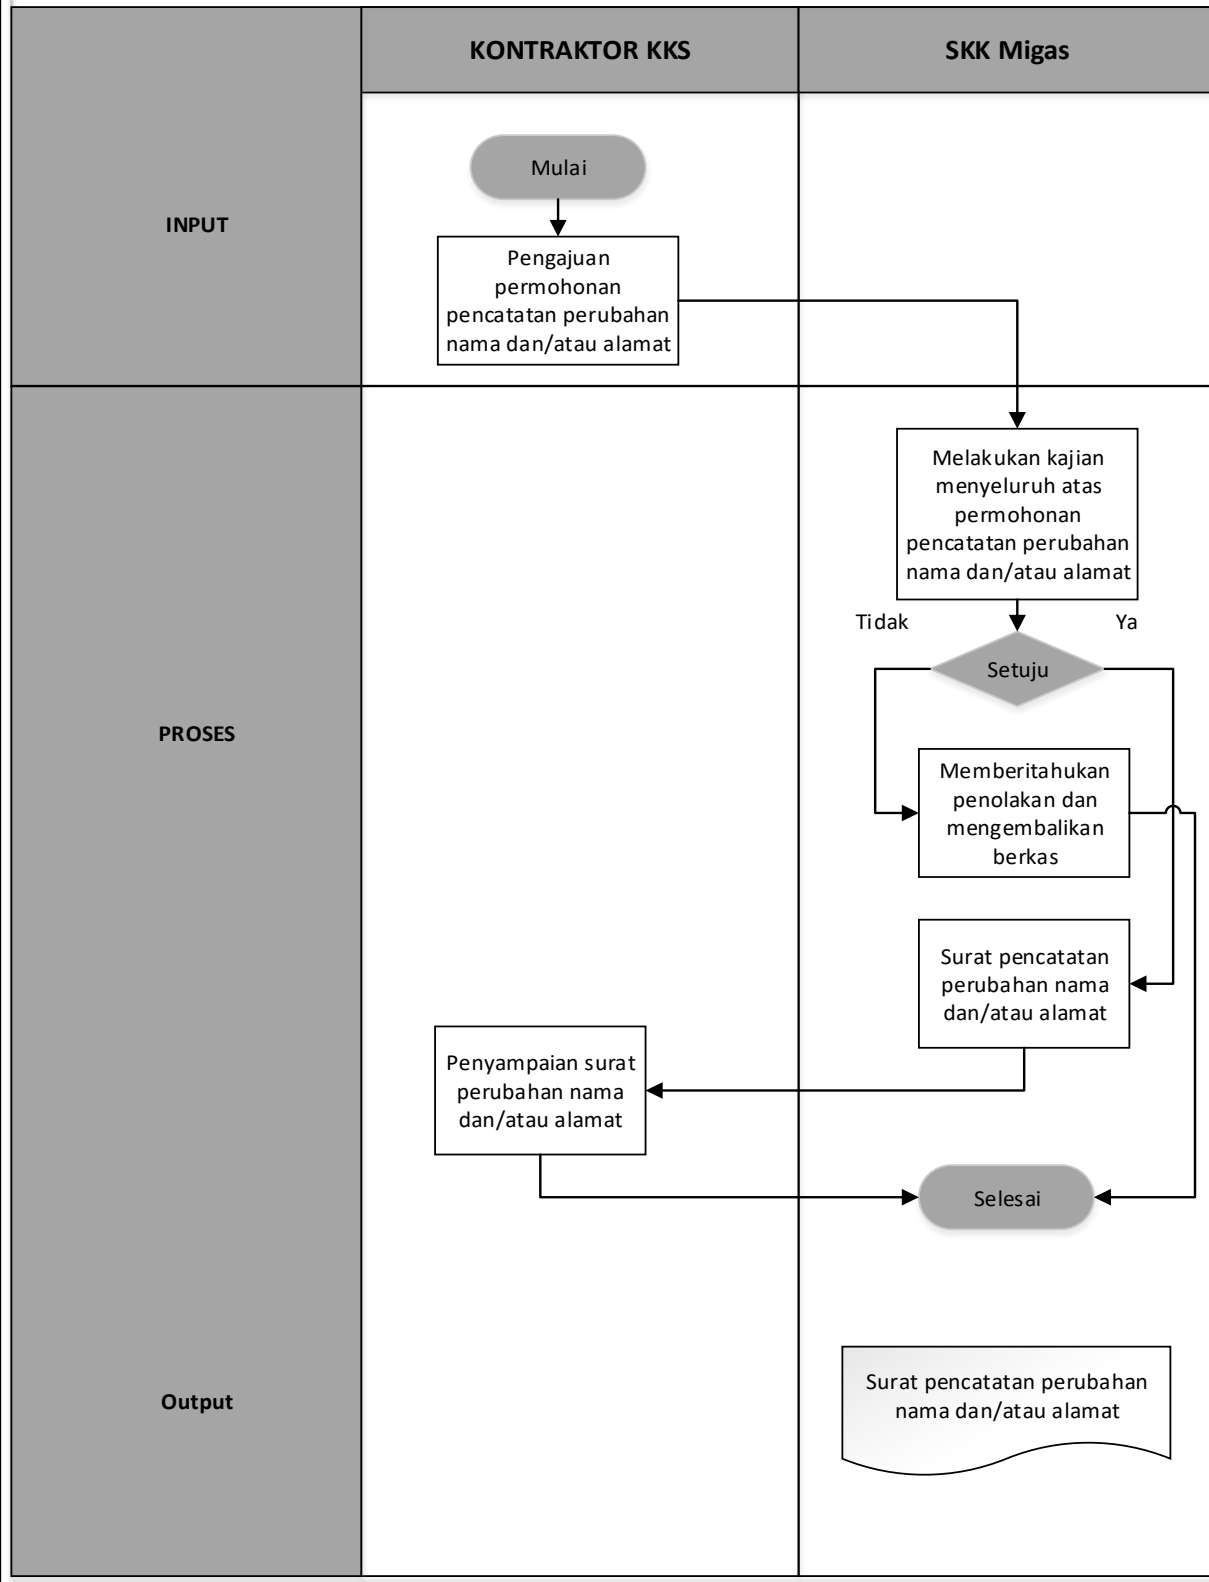 KONTRAKTOR KKS
SKK Migas
INPUT
Mulai
Pengajuan
permohonan
pencatatan perubahan
nama dan/atau alamat
PROSES
Melakukan kajian
menyeluruh atas
permohonan
pencatatan perubahan
nama dan/atau alamat
Tidak
Ya
Setuju
Memberitahukan
penolakan dan
mengembalikan
berkas
Surat pencatatan
perubahan nama
dan/atau alamat
Penyampaian surat
perubahan nama
dan/atau alamat
Selesai
Output
Surat pencatatan perubahan
nama dan/atau alamat